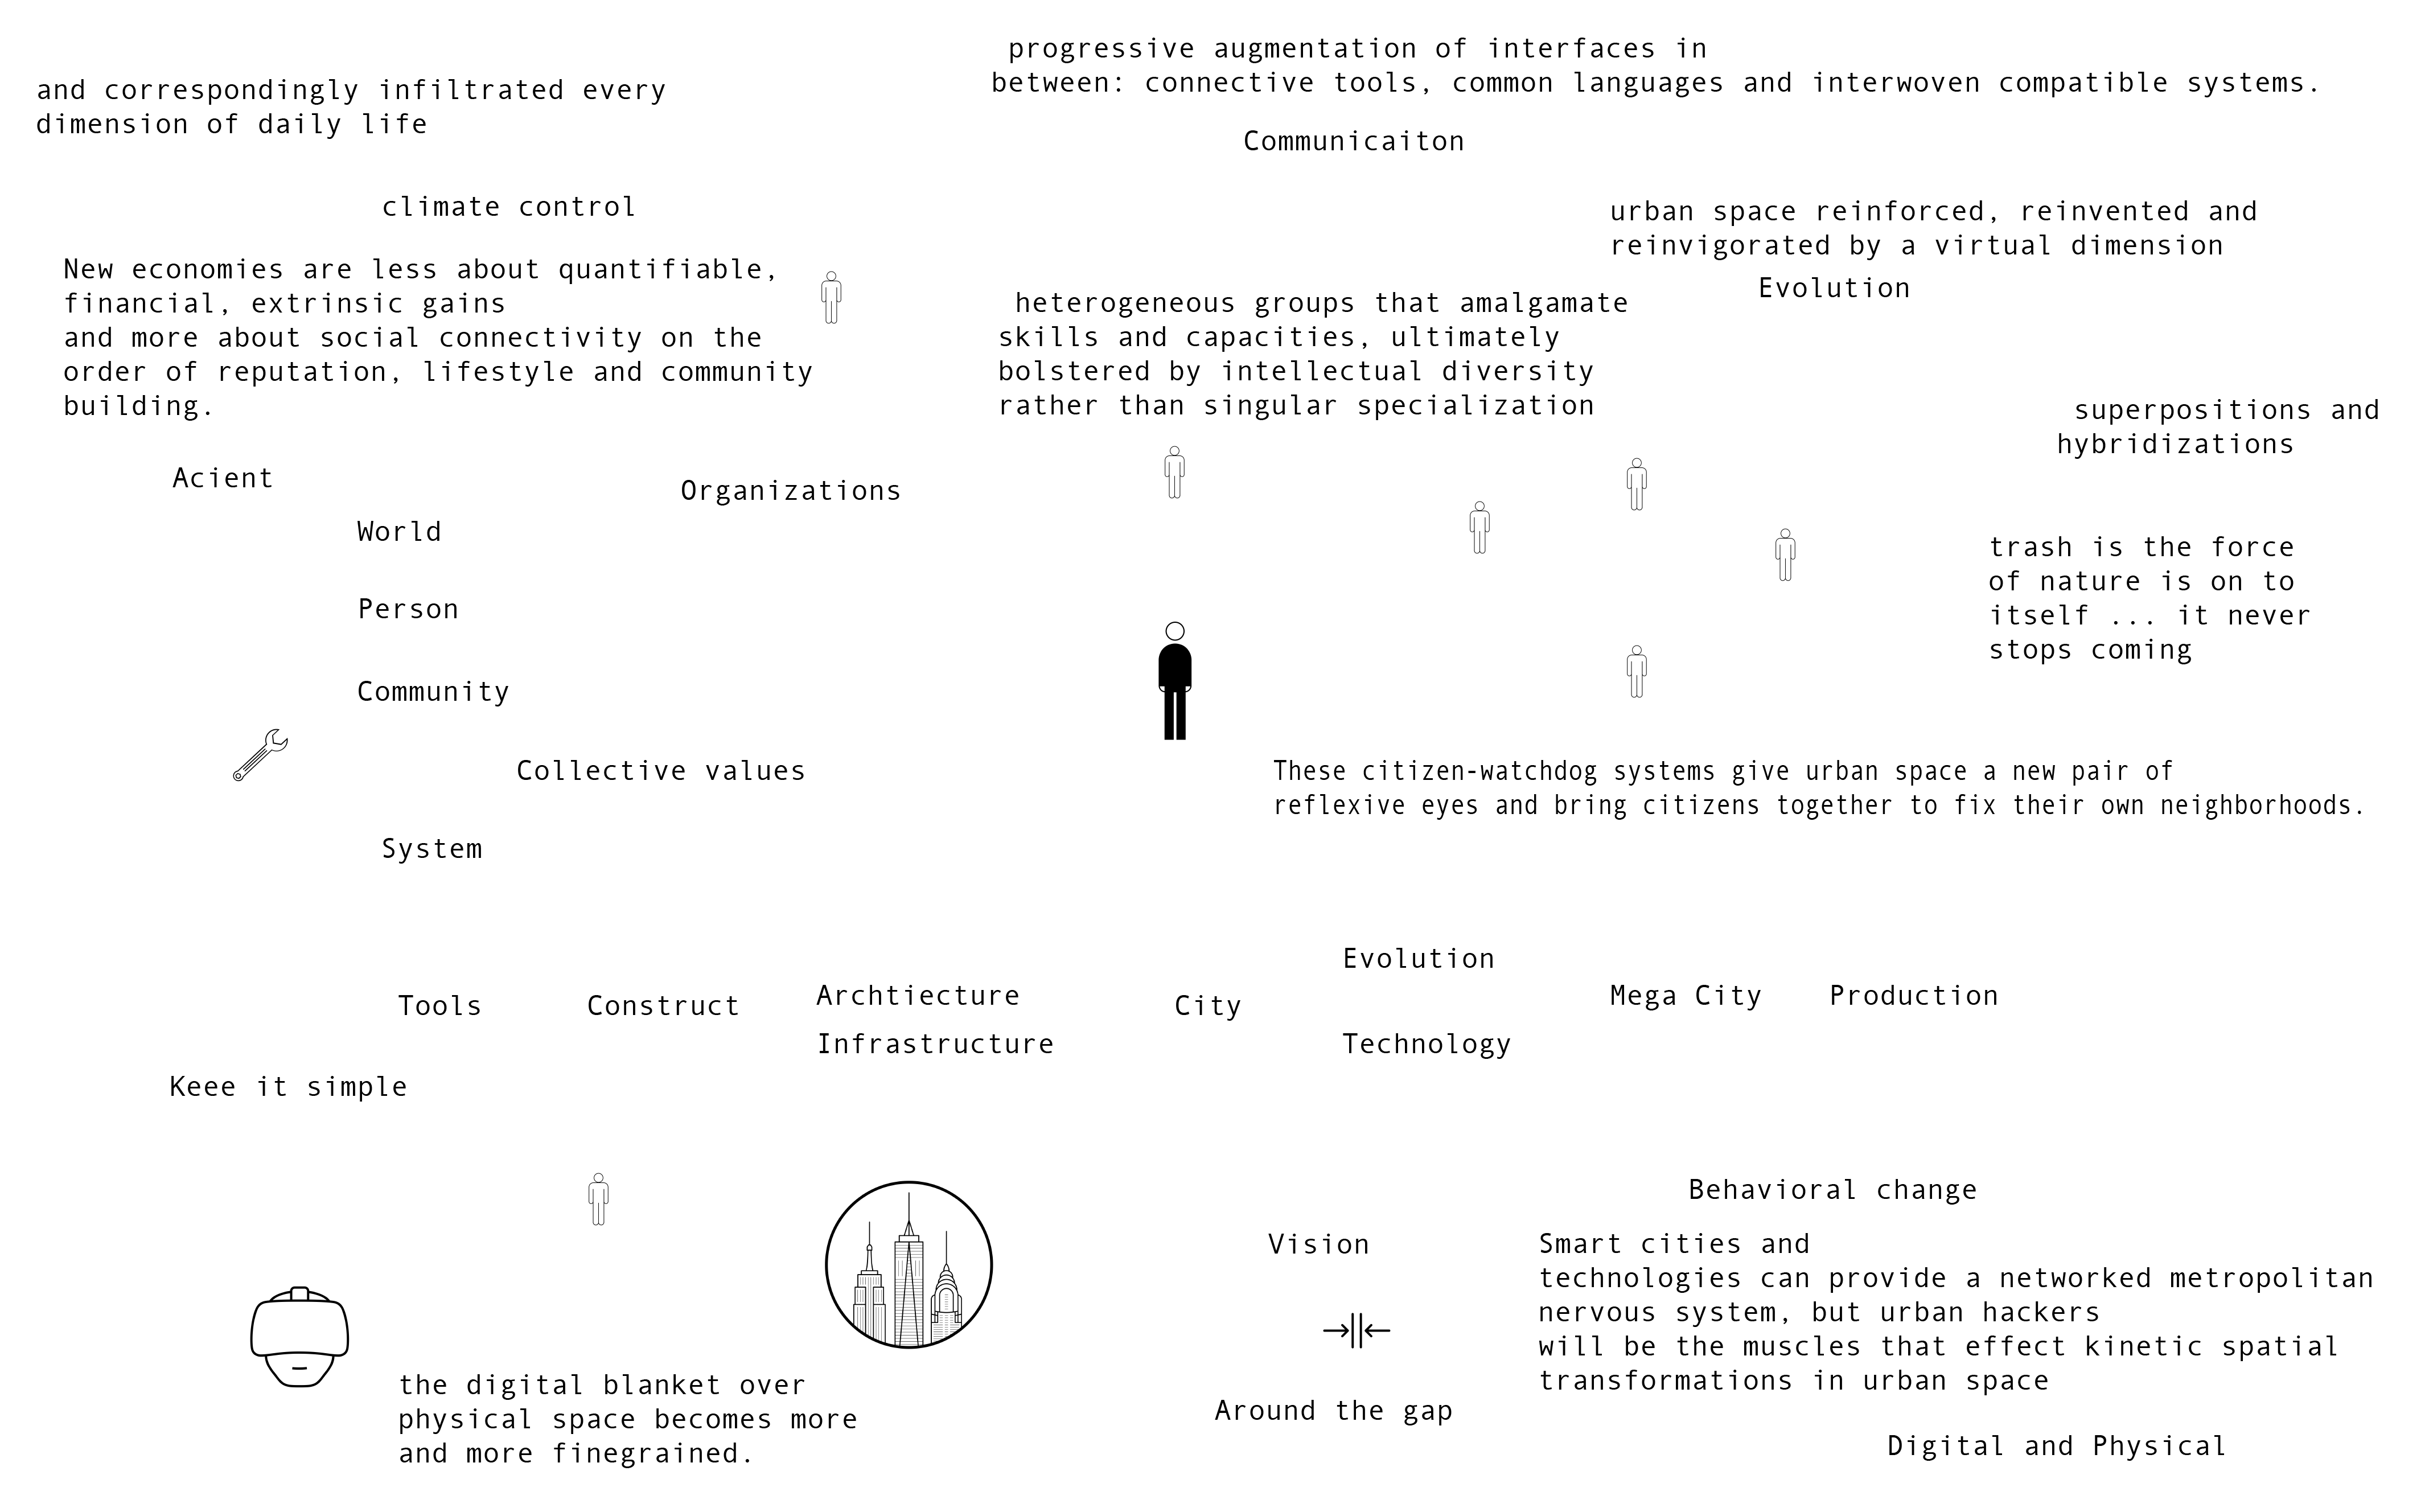 progressive augmentation of interfaces in
between: connective tools, common languages and interwoven compatible systems.
and correspondingly infiltrated every
dimension of daily life
Communicaiton
climate control
urban space reinforced, reinvented and
reinvigorated by a virtual dimension
Evolution
New economies are less about quantifiable,
financial, extrinsic gains
and more about social connectivity on the
order of reputation, lifestyle and community
building.
heterogeneous groups that amalgamate
skills and capacities, ultimately
bolstered by intellectual diversity
rather than singular specialization
superpositions and
hybridizations
Acient
Organizations
World
trash is the force
of nature is on to
itself ... it never
stops coming
Person
Community
Collective values
These citizen-watchdog systems give urban space a new pair of
reflexive eyes and bring citizens together to fix their own neighborhoods.
System
Evolution
Tools
Construct
Archtiecture
City
Mega City
Production
Infrastructure
Technology
Keee it simple
Behavioral change
Vision
Smart cities and
technologies can provide a networked metropolitan
nervous system, but urban hackers
will be the muscles that effect kinetic spatial
transformations in urban space
the digital blanket over
physical space becomes more
and more finegrained.
Around the gap
Digital and Physical